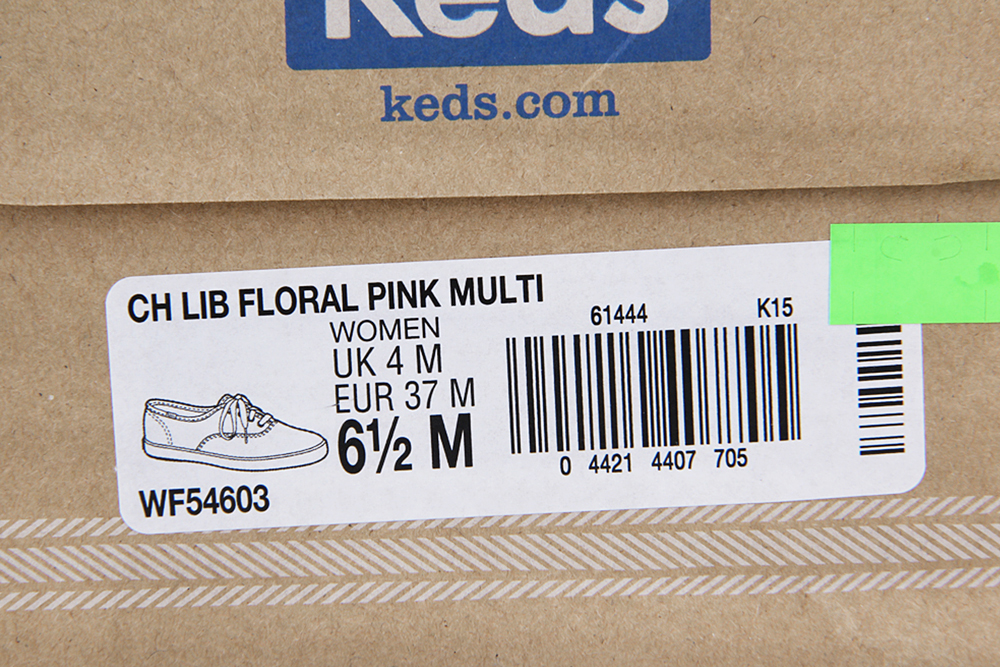 Keds
keds.com
CH LIB FLORAL PINK MULTI
WOMEN
UK 4 M
EUR 37 M
6½ M
WF54603
61444 K15
0 4421 4407 705